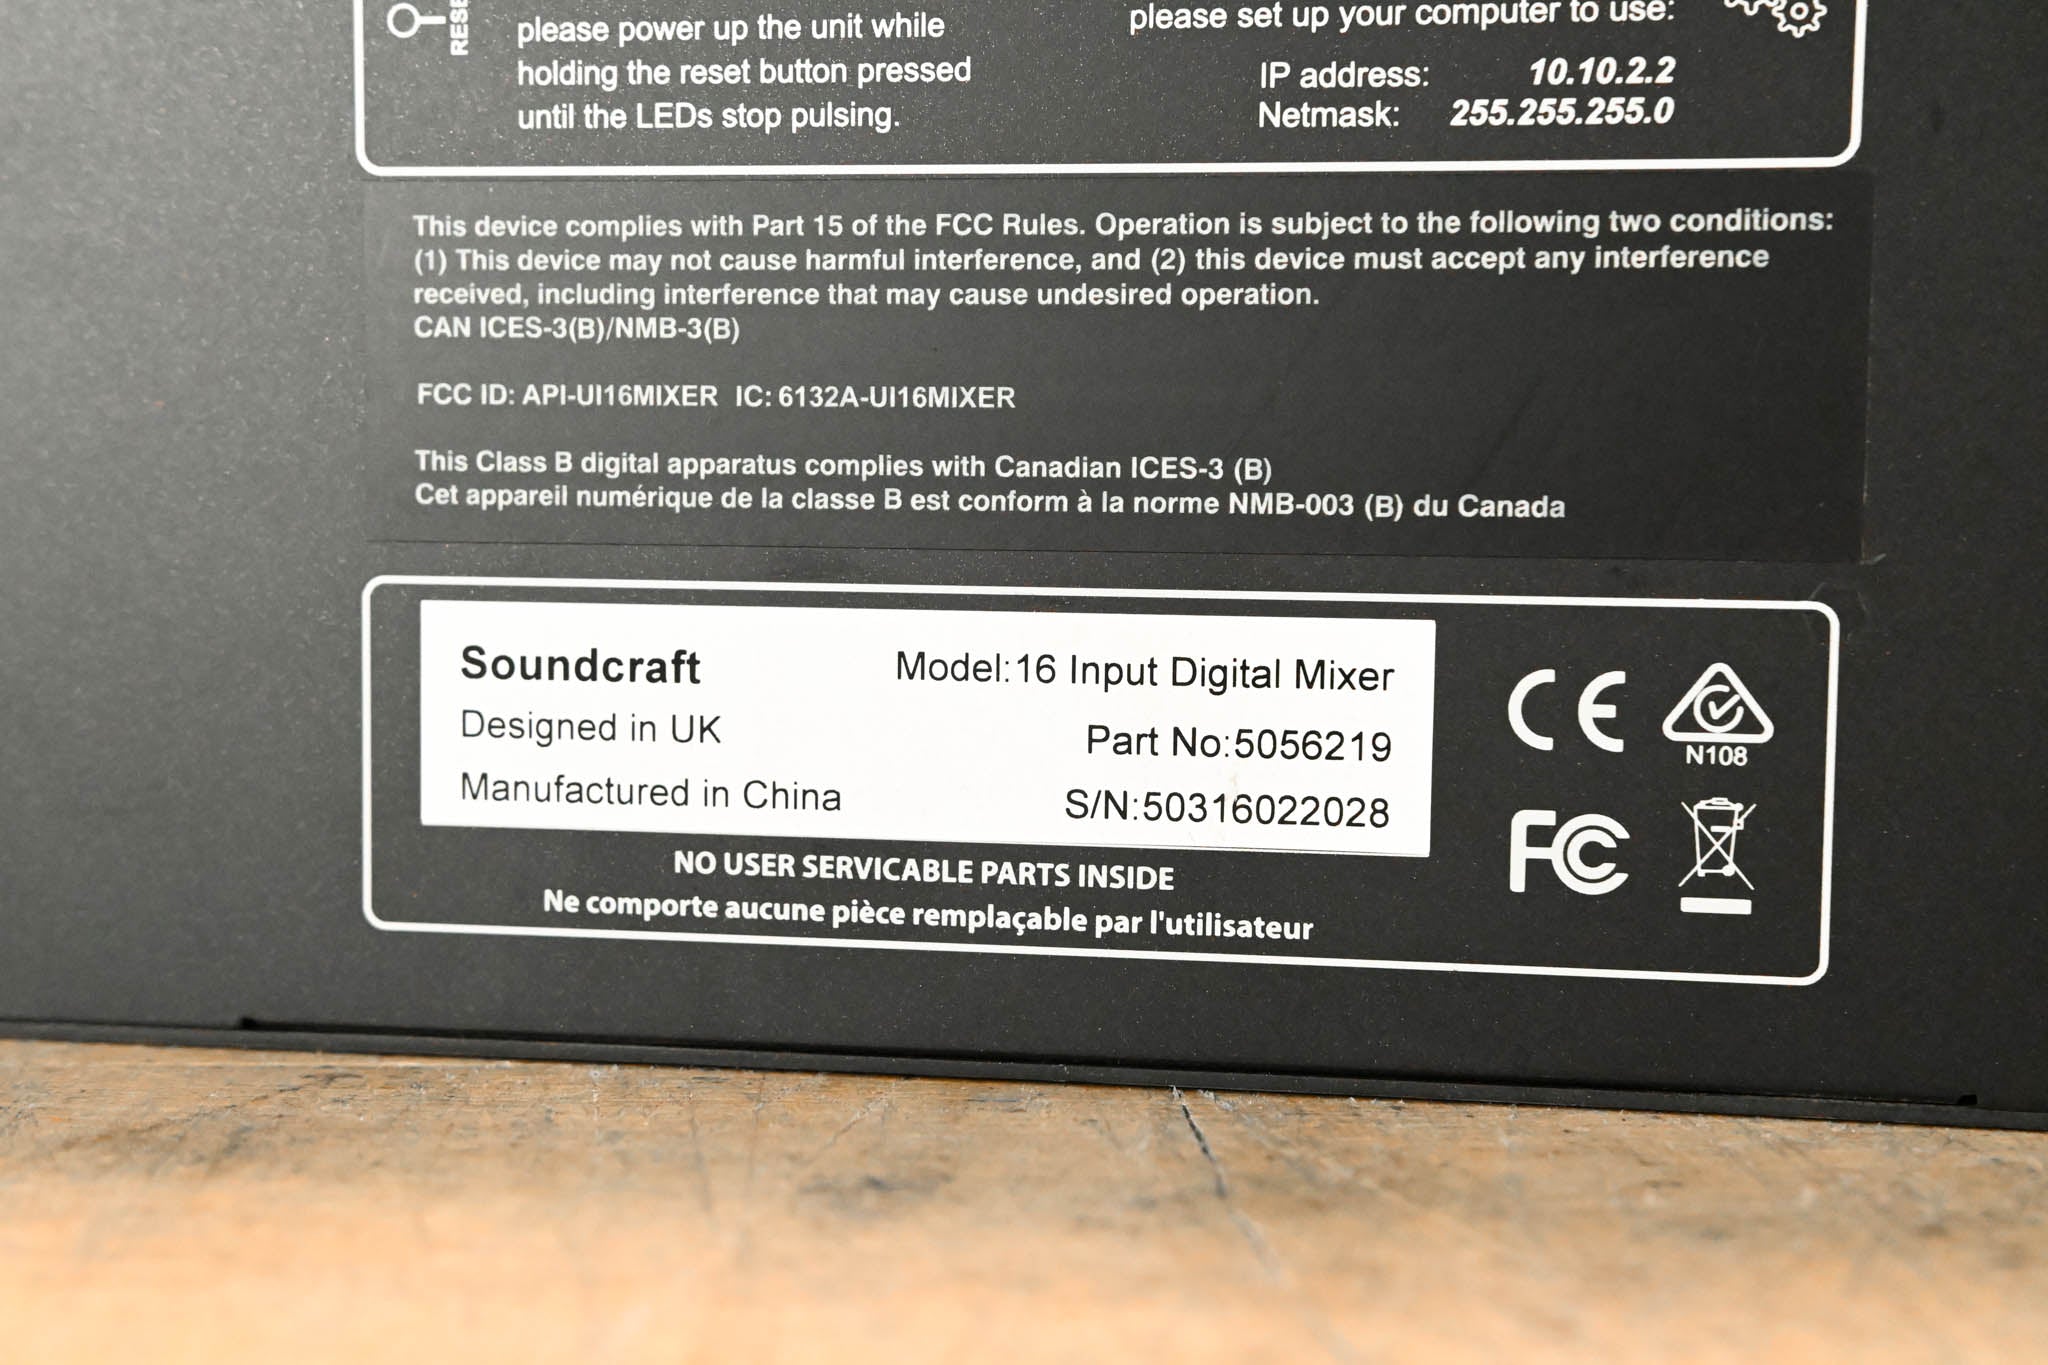 RESE
please power up the unit while
holding the reset button pressed
until the LEDs stop pulsing.
please set up your computer to use:
IP address: 10.10.2.2
Netmask: 255.255.255.0
This device complies with Part 15 of the FCC Rules. Operation is subject to the following two conditions:
(1) This device may not cause harmful interference, and (2) this device must accept any interference
received, including interference that may cause undesired operation.
CAN ICES-3(B)/NMB-3(B)
FCC ID: API-UI16MIXER IC: 6132A-UI16MIXER
This Class B digital apparatus complies with Canadian ICES-3 (B)
Cet appareil numérique de la classe B est conform à la norme NMB-003 (B) du Canada
Soundcraft
Designed in UK
Manufactured in China
Model:16 Input Digital Mixer
Part No:5056219
S/N:50316022028
CE
N108
FC
NO USER SERVICABLE PARTS INSIDE
Ne comporte aucune pièce remplaçable par l'utilisateur